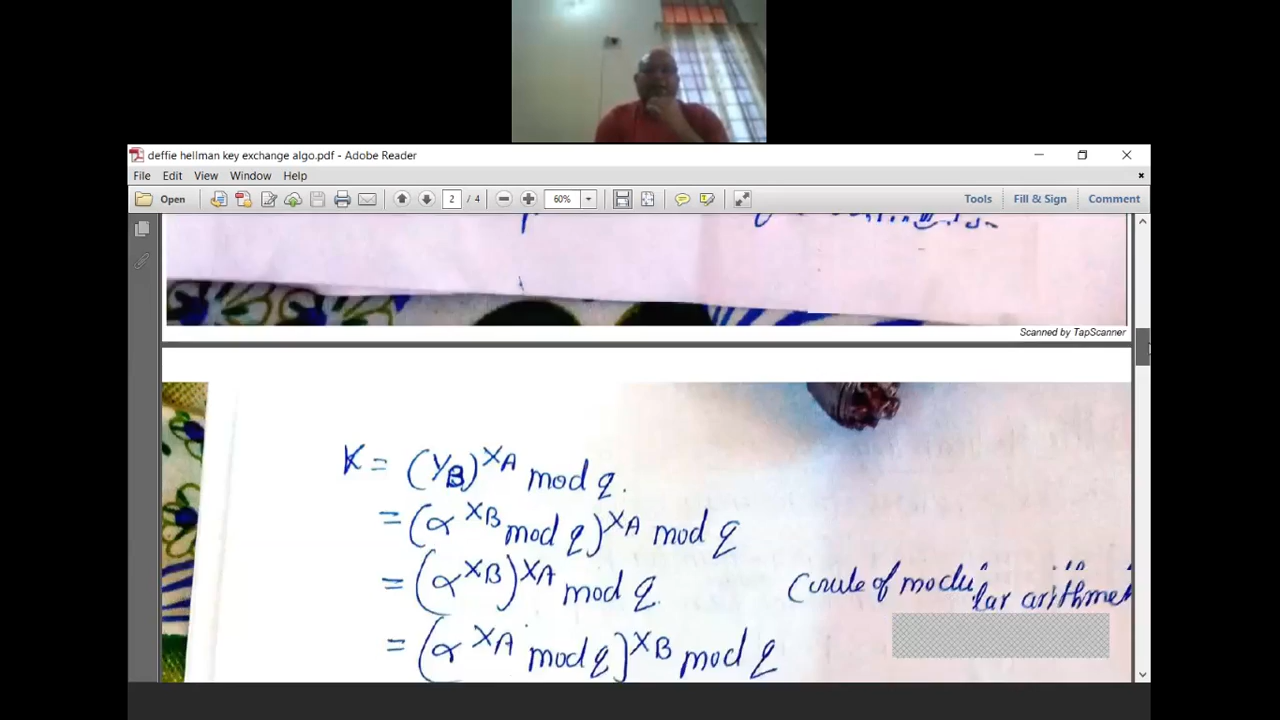 deffie hellman key exchange algo.pdf - Adobe Reader
File Edit View Window Help
Open 2 / 4 60% Tools Fill & Sign Comment
Scanned by TapScanner
K = (YB)^XA mod q.
= (α^XB mod q)^XA mod q
= (α^XB)^XA mod q (rule of modu
lar arithmet
= (α^XA mod q)^XB mod q